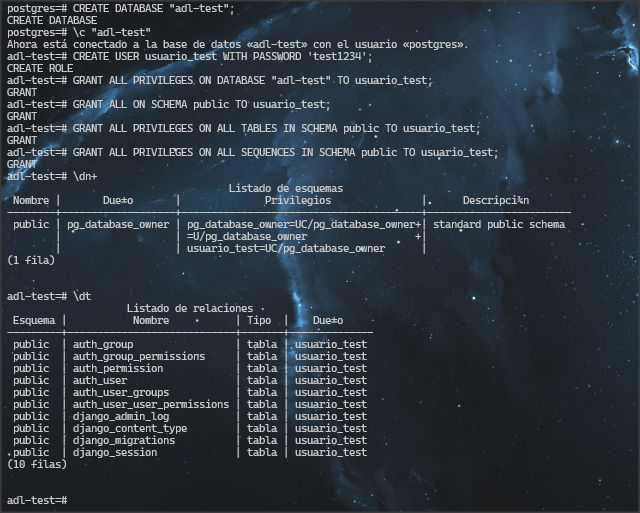 postgres=# CREATE DATABASE "adl-test";
CREATE DATABASE
postgres=# \c "adl-test"
Ahora está conectado a la base de datos «adl-test» con el usuario «postgres».
adl-test=# CREATE USER usuario_test WITH PASSWORD 'test1234';
CREATE ROLE
adl-test=# GRANT ALL PRIVILEGES ON DATABASE "adl-test" TO usuario_test;
GRANT
adl-test=# GRANT ALL ON SCHEMA public TO usuario_test;
GRANT
adl-test=# GRANT ALL PRIVILEGES ON ALL TABLES IN SCHEMA public TO usuario_test;
GRANT
adl-test=# GRANT ALL PRIVILEGES ON ALL SEQUENCES IN SCHEMA public TO usuario_test;
GRANT
adl-test=# \dn+
                                     Listado de esquemas
 Nombre |       Due±o       |              Privilegios               |      Descripci¾n
--------+-------------------+----------------------------------------+------------------------
 public | pg_database_owner | pg_database_owner=UC/pg_database_owner+| standard public schema
        |                   | =U/pg_database_owner                  +|
        |                   | usuario_test=UC/pg_database_owner      |
(1 fila)
adl-test=# \dt
                    Listado de relaciones
 Esquema |           Nombre           | Tipo  |    Due±o
---------+----------------------------+-------+--------------
 public  | auth_group                 | tabla | usuario_test
 public  | auth_group_permissions     | tabla | usuario_test
 public  | auth_permission            | tabla | usuario_test
 public  | auth_user                  | tabla | usuario_test
 public  | auth_user_groups           | tabla | usuario_test
 public  | auth_user_user_permissions | tabla | usuario_test
 public  | django_admin_log           | tabla | usuario_test
 public  | django_content_type        | tabla | usuario_test
 public  | django_migrations          | tabla | usuario_test
 public  | django_session             | tabla | usuario_test
(10 filas)
adl-test=#